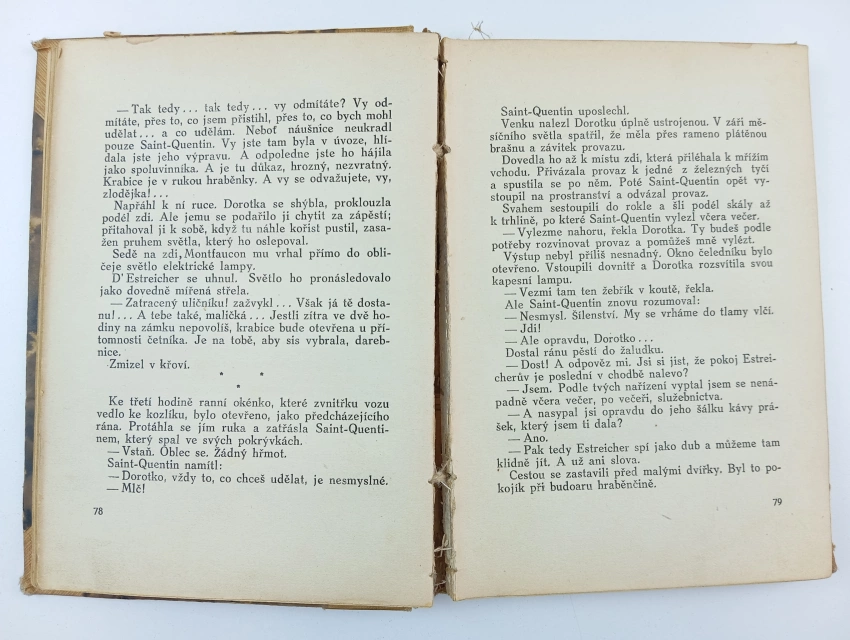 — Tak tedy... tak tedy... vy odmítáte? Vy od-
mítáte, přes to, co jsem přistihl, přes to, co bych mohl
udělat... a co udělám. Neboť náušnice neukradl
pouze Saint-Quentin. Vy jste tam byla v úvoze, hlí-
dala jste jeho výpravu. A odpoledne jste ho hájila
jako spoluvinníka. A je tu důkaz, hrozný, nezvratný.
Krabice je v rukou hraběnky. A vy se odvažujete, vy,
zlodějka!...
Napřáhl k ní ruce. Dorotka se shýbla, proklouzla
podél zdi. Ale jemu se podařilo ji chytit za zápěstí;
přitahoval ji k sobě, když tu náhle kořist pustil, zasa-
žen pruhem světla, který ho oslepoval.
Sedě na zdi, Montfaucon mu vrhal přímo do obli-
čeje světlo elektrické lampy.
D'Estreicher se uhnul. Světlo ho pronásledovalo
jako dovedně mířená střela.
— Zatracený uličníku! zažvykl... Však já tě dosta-
nu!... A tebe také, maličká... Jestli zítra ve dvě ho-
diny na zámku nepovolíš, krabice bude otevřena u pří-
tomnosti četníka. Je na tobě, aby sis vybrala, dareb-
nice.
Zmizel v křoví.
* *
*
Ke třetí hodině ranní okénko, které zvnitřku vozu
vedlo ke kozlíku, bylo otevřeno, jako předcházejícího
rána. Protáhla se jím ruka a zatřásla Saint-Quenti-
nem, který spal ve svých pokrývkách.
— Vstaň. Oblec se. Žádný hřmot.
Saint-Quentin namítl:
— Dorotko, vždy to, co chceš udělat, je nesmyslné.
— Mlč!
78
Saint-Quentin uposlechl.
Venku nalezl Dorotku úplně ustrojenou. V záři mě-
síčního světla spatřil, že měla přes rameno plátěnou
brašnu a závitek provazu.
Dovedla ho až k místu zdi, která přiléhala k mřížím
vchodu. Přivázala provaz k jedné z železných tyčí
a spustila se po něm. Poté Saint-Quentin opět vy-
stoupil na prostranství a odvázal provaz.
Svahem sestoupili do rokle a šli podél skály až
k trhlině, po které Saint-Quentin vylezl včera večer.
— Vylezme nahoru, řekla Dorotka. Ty budeš podle
potřeby rozvinovat provaz a pomůžeš mně vylézt.
Výstup nebyl příliš nesnadný. Okno čeledníku bylo
otevřeno. Vstoupili dovnitř a Dorotka rozsvítila svou
kapesní lampu.
— Vezmi tam ten žebřík v koutě, řekla.
Ale Saint-Quentin znovu rozumoval:
— Nesmysl. Šílenství. My se vrháme do tlamy vlčí.
— Jdi!
— Ale opravdu, Dorotko...
Dostal ránu pěstí do žaludku.
— Dost! A odpověz mi. Jsi si jist, že pokoj Estrei-
cherův je poslední v chodbě nalevo?
— Jsem. Podle tvých nařízení vyptal jsem se nená-
padně včera večer, po večeři, služebnictva.
— A nasypal jsi opravdu do jeho šálku kávy prá-
šek, který jsem ti dala?
— Ano.
— Pak tedy Estreicher spí jako dub a můžeme tam
klidně jít. A už ani slova.
Cestou se zastavili před malými dvířky. Byl to po-
kojík při budoaru hraběnčině.
79